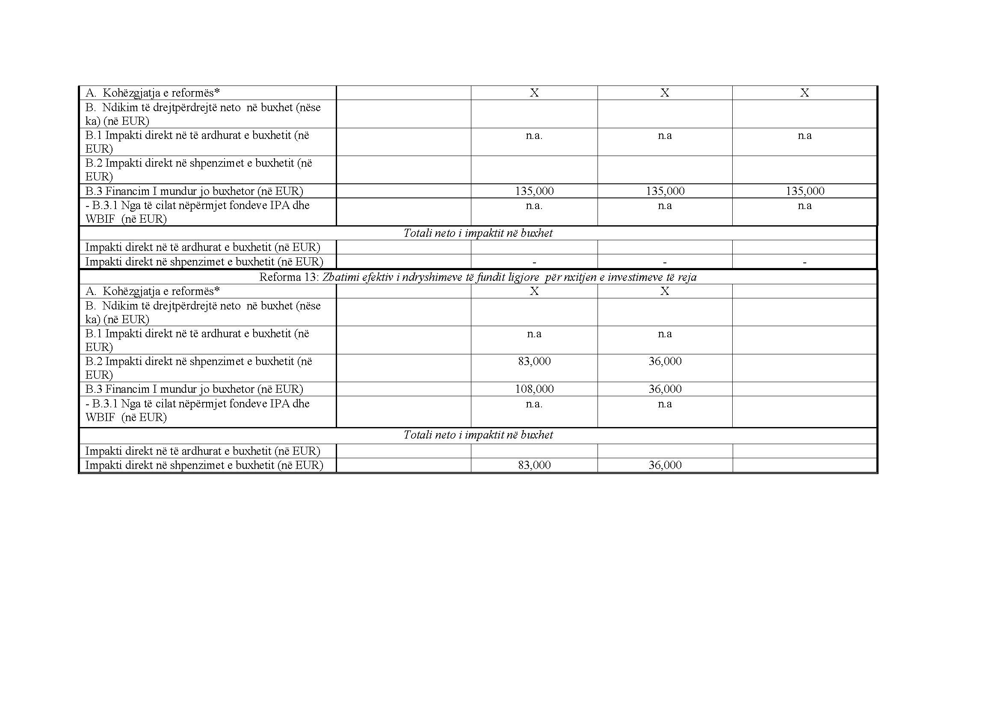 A. Kohëzgjatja e reformës* X X X
B. Ndikim të drejtpërdrejtë neto në buxhet (nëse
ka) (në EUR)
B.1 Impakti direkt në të ardhurat e buxhetit (në n.a. n.a n.a
EUR)
B.2 Impakti direkt në shpenzimet e buxhetit (në
EUR)
B.3 Financim I mundur jo buxhetor (në EUR) 135,000 135,000 135,000
- B.3.1 Nga të cilat nëpërmjet fondeve IPA dhe n.a. n.a n.a
WBIF (në EUR)
Totali neto i impaktit në buxhet
Impakti direkt në të ardhurat e buxhetit (në EUR)
Impakti direkt në shpenzimet e buxhetit (në EUR) - - -
Reforma 13: Zbatimi efektiv i ndryshimeve të fundit ligjore për nxitjen e investimeve të reja
A. Kohëzgjatja e reformës* X X
B. Ndikim të drejtpërdrejtë neto në buxhet (nëse
ka) (në EUR)
B.1 Impakti direkt në të ardhurat e buxhetit (në n.a n.a
EUR)
B.2 Impakti direkt në shpenzimet e buxhetit (në 83,000 36,000
EUR)
B.3 Financim I mundur jo buxhetor (në EUR) 108,000 36,000
- B.3.1 Nga të cilat nëpërmjet fondeve IPA dhe n.a. n.a
WBIF (në EUR)
Totali neto i impaktit në buxhet
Impakti direkt në të ardhurat e buxhetit (në EUR)
Impakti direkt në shpenzimet e buxhetit (në EUR) 83,000 36,000